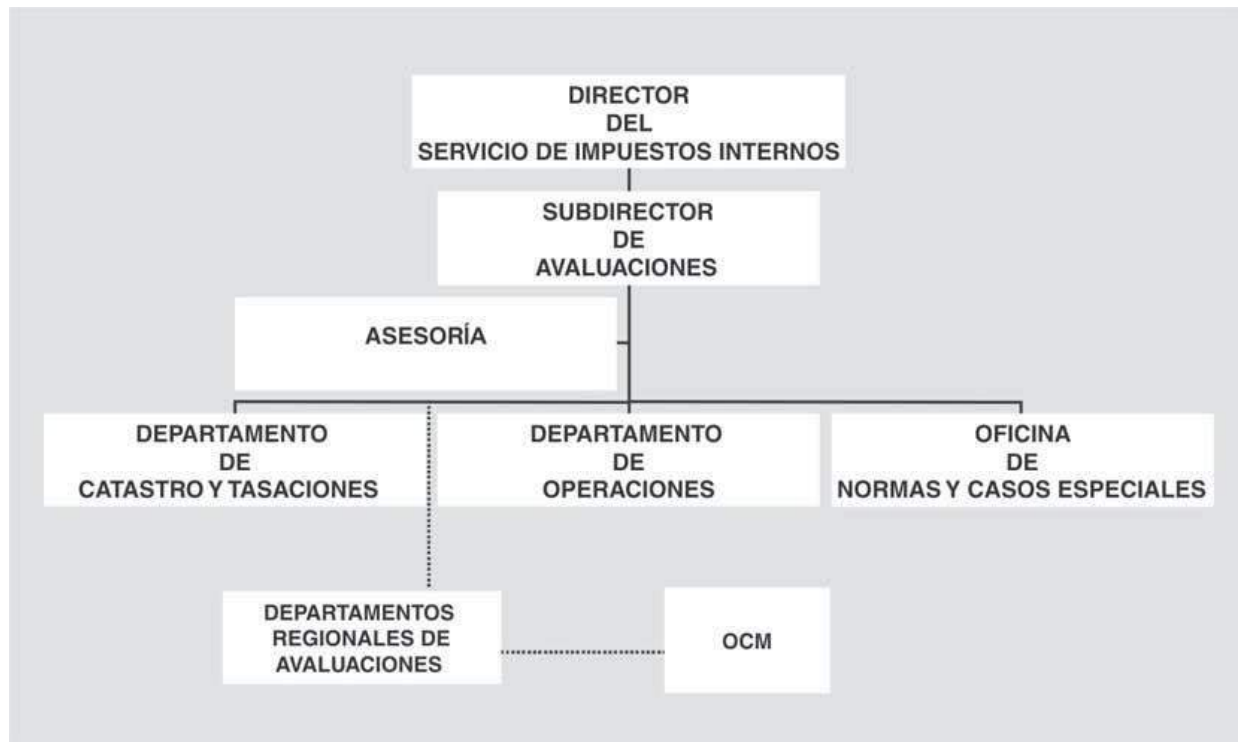 DIRECTOR
DEL
SERVICIO DE IMPUESTOS INTERNOS
SUBDIRECTOR
DE
AVALUACIONES
ASESORÍA
DEPARTAMENTO
DE
CATASTRO Y TASACIONES
DEPARTAMENTO
DE
OPERACIONES
OFICINA
DE
NORMAS Y CASOS ESPECIALES
DEPARTAMENTOS
REGIONALES DE
AVALUACIONES
OCM